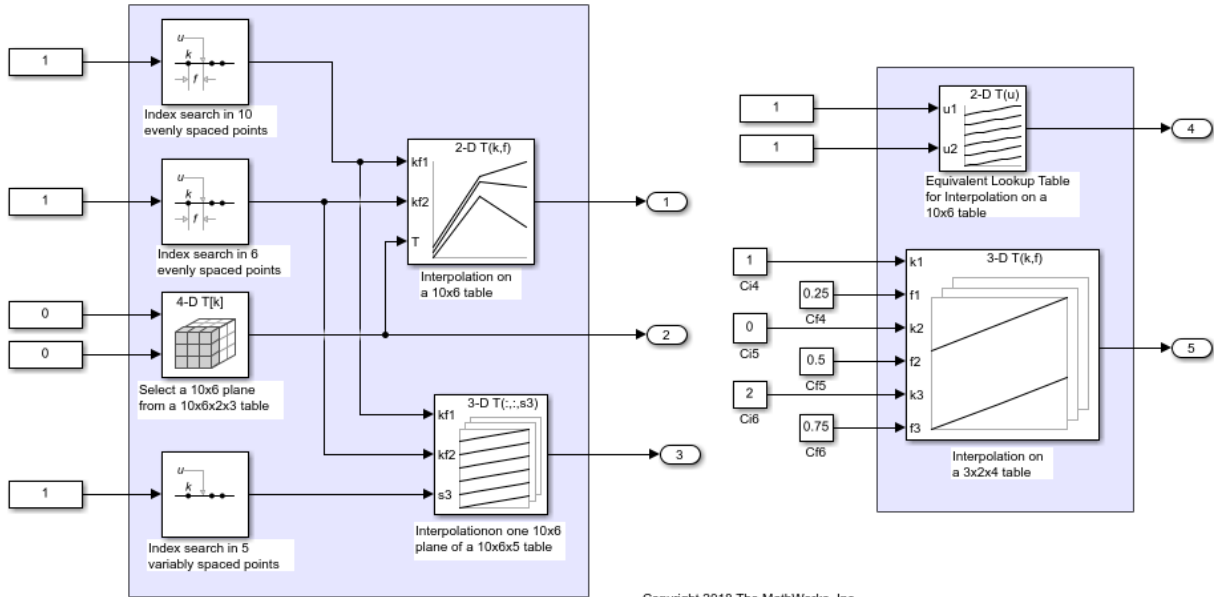 1
u
k
f
Index search in 10
evenly spaced points
1
u
k
f
Index search in 6
evenly spaced points
0
0
4-D T[k]
Select a 10x6 plane
from a 10x6x2x3 table
1
u
k
Index search in 5
variably spaced points
2-D T(k,f)
kf1
kf2
T
Interpolation on
a 10x6 table
1
2
3-D T(:,:,s3)
kf1
kf2
s3
Interpolationon one 10x6
plane of a 10x6x5 table
3
1
1
2-D T(u)
u1
u2
Equivalent Lookup Table
for Interpolation on a
10x6 table
4
1
Ci4
0.25
Cf4
0
Ci5
0.5
Cf5
2
Ci6
0.75
Cf6
3-D T(k,f)
k1
f1
k2
f2
k3
f3
Interpolation on
a 3x2x4 table
5
Copyright 2018 The MathWorks, Inc.